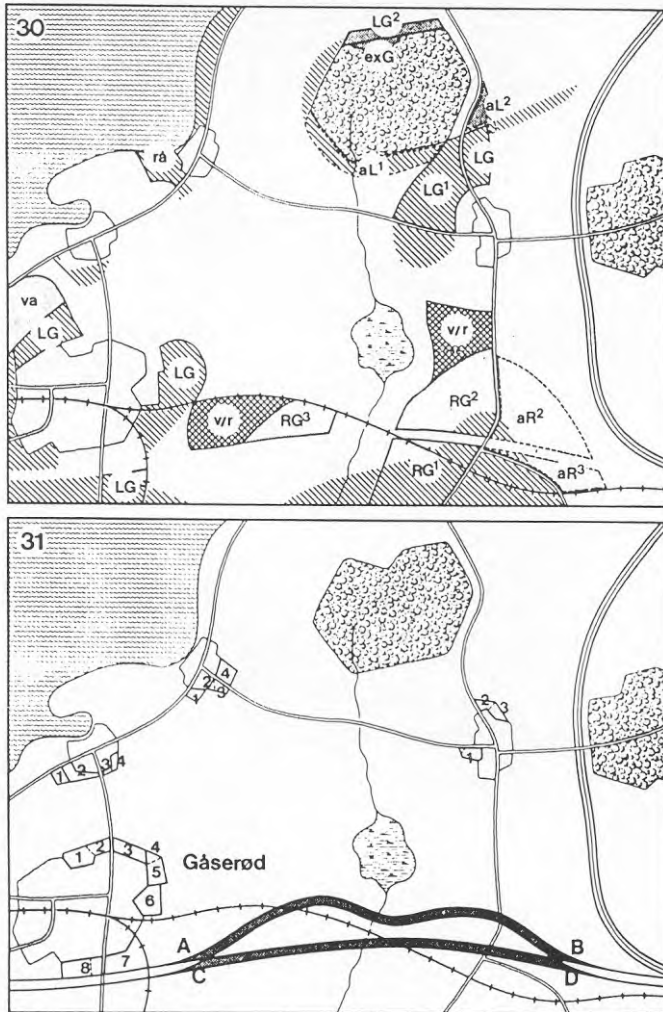 30
LG²
exG
aL²
rå
aL¹
LG
LG¹
va
LG
LG
v/r
v/r
RG³
RG²
aR²
RG¹
aR³
LG
31
4
2
3
1
2
3
1
4
3
2
1
4
2
3
1
5
Gåserød
6
A
B
7
8
C
D